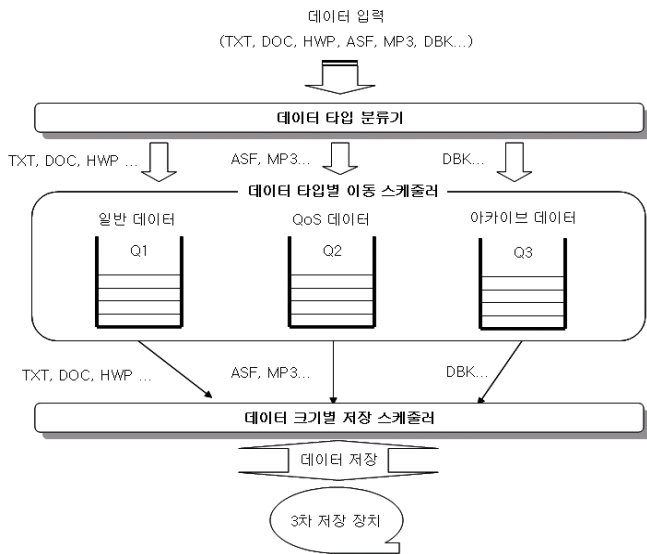 데이터 입력
(TXT, DOC, HWP, ASF, MP3, DBK...)
데이터 타입 분류기
TXT, DOC, HWP ...
ASF, MP3...
DBK...
데이터 타입별 이동 스케줄러
일반 데이터
QoS 데이터
아카이브 데이터
Q1
Q2
Q3
TXT, DOC, HWP ...
ASF, MP3...
DBK...
데이터 크기별 저장 스케줄러
데이터 저장
3차 저장 장치